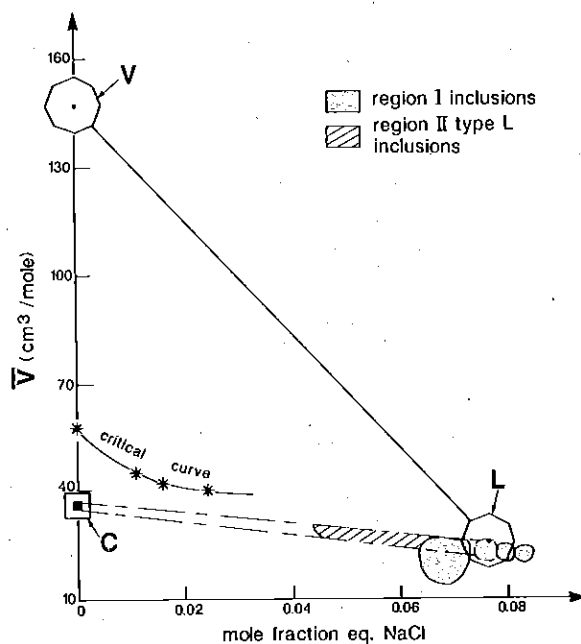 160
V
region I inclusions
region II type L
inclusions
130
100
V̅ (cm³/mole)
70
critical curve
40
L
C
10
0 0.02 0.04 0.06 0.08
mole fraction eq. NaCl